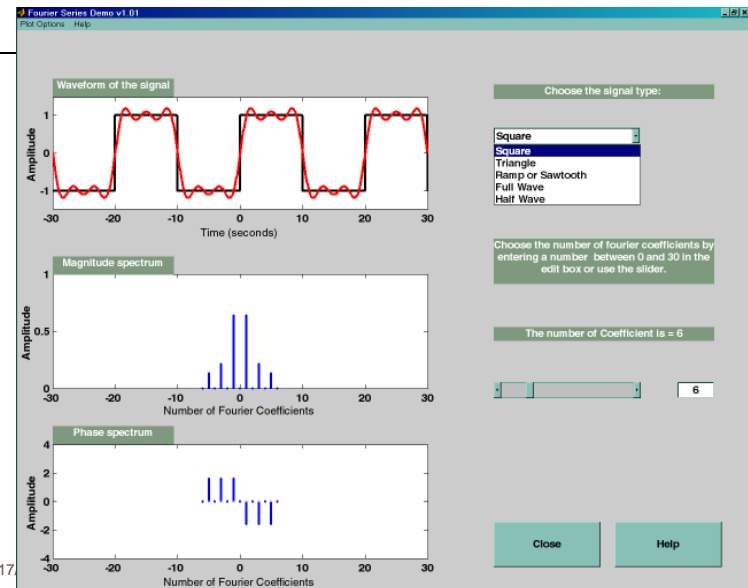 Fourier Series Demo v1.01
Plot Options Help
Waveform of the signal
Amplitude
1
0
-1
-30 -20 -10 0 10 20 30
Time (seconds)
Magnitude spectrum
Amplitude
1
0.5
0
-30 -20 -10 0 10 20 30
Number of Fourier Coefficients
Phase spectrum
Amplitude
4
2
0
-2
-4
-30 -20 -10 0 10 20 30
Number of Fourier Coefficients
17/
Choose the signal type:
Square
Square
Triangle
Ramp or Sawtooth
Full Wave
Half Wave
Choose the number of fourier coefficients by
entering a number between 0 and 30 in the
edit box or use the slider.
The number of Coefficient is = 6
6
Close Help